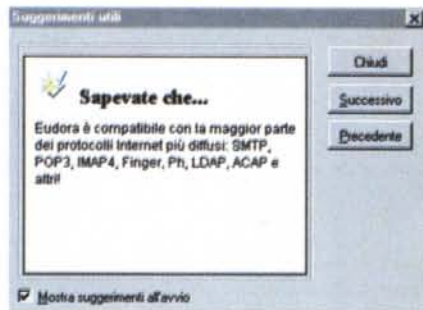 Suggerimenti utili
Sapevate che...
Eudora è compatibile con la maggior parte
dei protocolli Internet più diffusi: SMTP,
POP3, IMAP4, Finger, Ph, LDAP, ACAP e
altri!
Chiudi
Successivo
Precedente
Mostra suggerimenti all'avvio